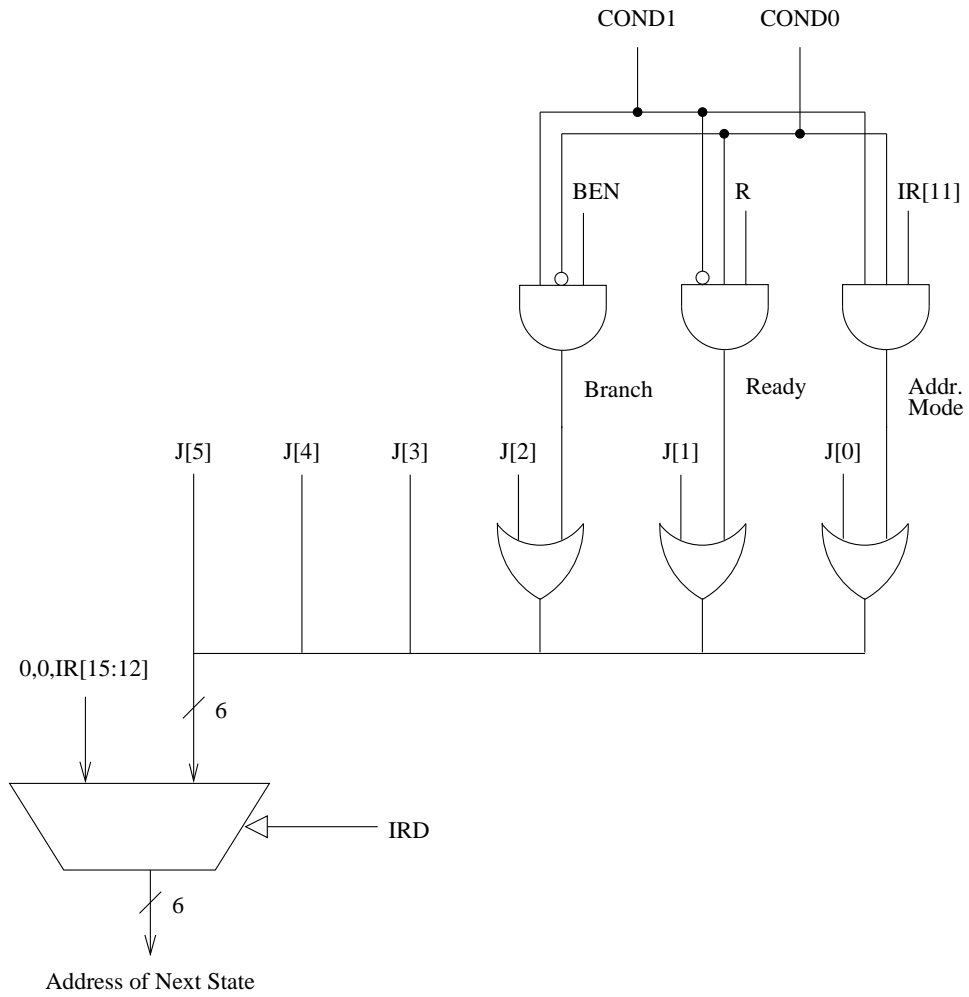 COND1 COND0
BEN R IR[11]
Branch Ready Addr.
Mode
J[5] J[4] J[3] J[2] J[1] J[0]
0,0,IR[15:12]
6
IRD
6
Address of Next State